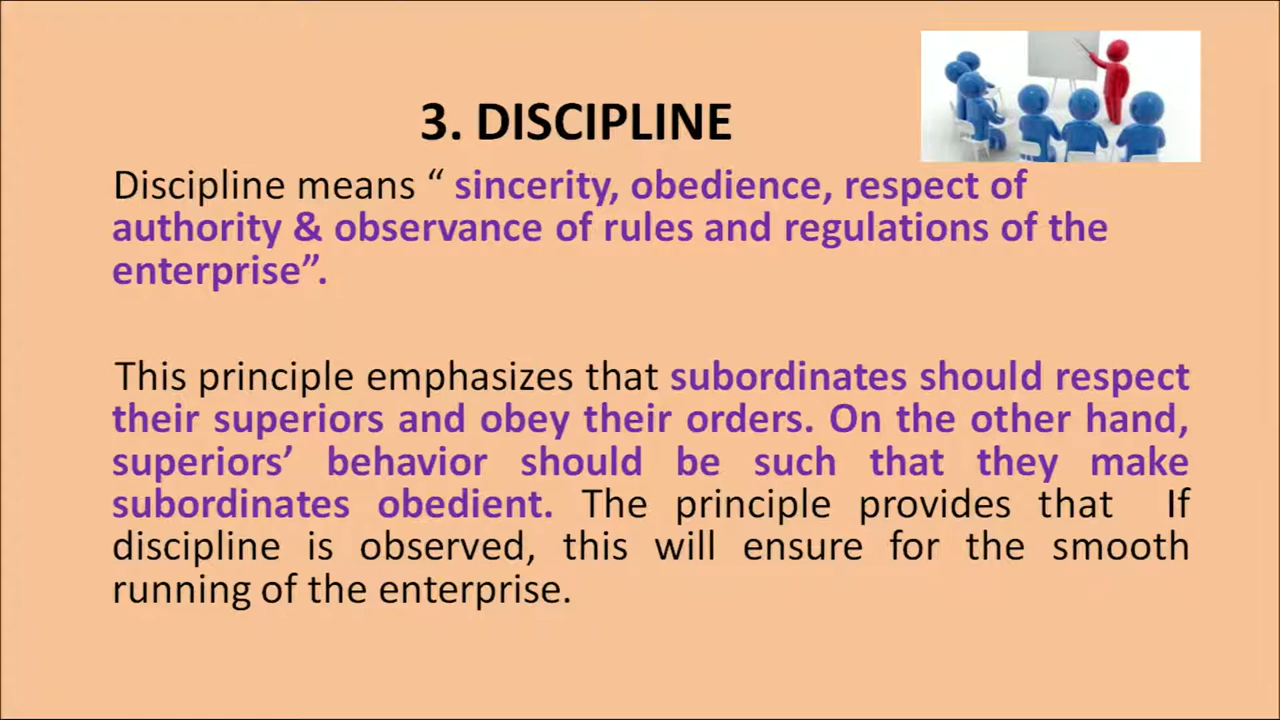 3. DISCIPLINE
Discipline means “ sincerity, obedience, respect of
authority & observance of rules and regulations of the
enterprise”.
This principle emphasizes that subordinates should respect
their superiors and obey their orders. On the other hand,
superiors’ behavior should be such that they make
subordinates obedient. The principle provides that If
discipline is observed, this will ensure for the smooth
running of the enterprise.